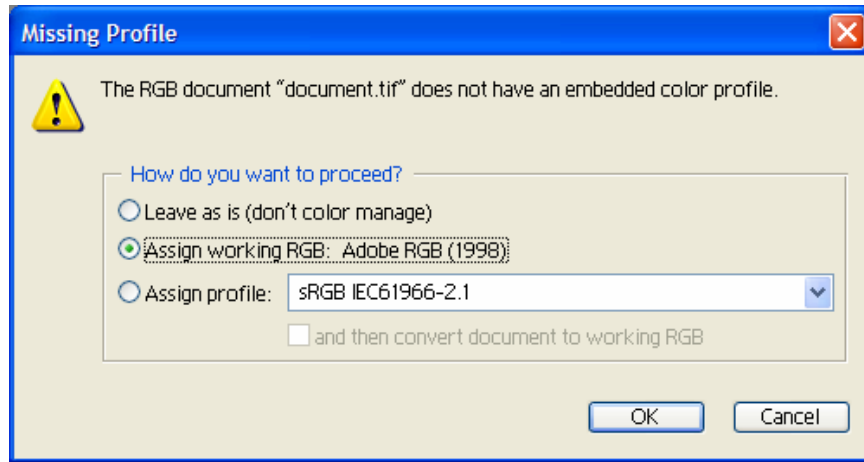 Missing Profile
The RGB document “document.tif” does not have an embedded color profile.
How do you want to proceed?
Leave as is (don't color manage)
Assign working RGB: Adobe RGB (1998)
Assign profile: sRGB IEC61966-2.1
and then convert document to working RGB
OK Cancel